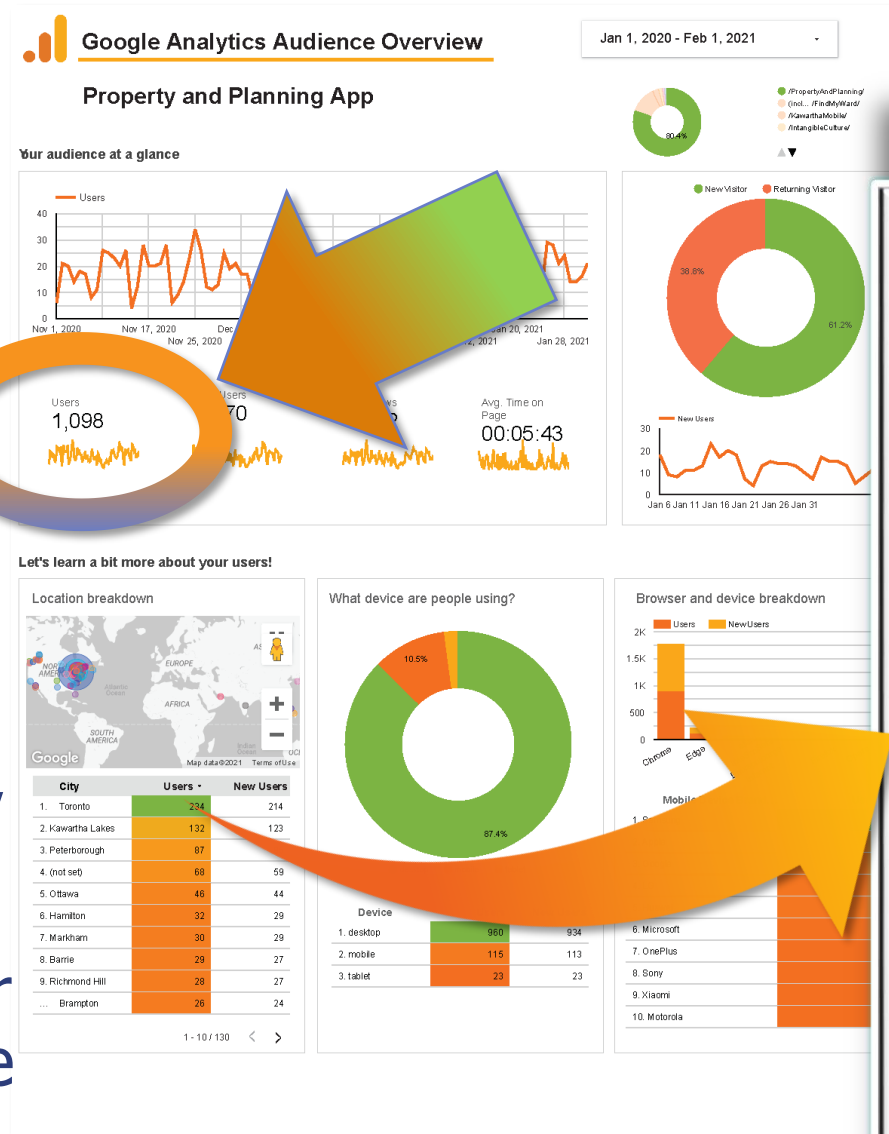 Google Analytics Audience Overview
Jan 1, 2020 - Feb 1, 2021
Property and Planning App
80.4%
/PropertyAndPlanning/
(incl... /FindMyWard/
/KawarthaMobile/
/IntangibleCulture/
Your audience at a glance
Users
40
30
20
10
0
Nov 1, 2020
Nov 17, 2020
Nov 25, 2020
Dec
Jan 20, 2021
2021
Jan 28, 2021
Users
1,098
Users
70
Avg. Time on
Page
00:05:43
New Visitor
Returning Visitor
38.8%
61.2%
New Users
30
20
10
0
Jan 6 Jan 11 Jan 16 Jan 21 Jan 26 Jan 31
Let's learn a bit more about your users!
Location breakdown
NOR
AMER
EUROPE
AFRICA
Atlantic
Ocean
SOUTH
AMERICA
Google
Map data ©2021 Terms of Use
City Users New Users
1. Toronto 234 214
2. Kawartha Lakes 132 123
3. Peterborough 87
4. (not set) 68 59
5. Ottawa 46 44
6. Hamilton 32 29
7. Markham 30 29
8. Barrie 29 27
9. Richmond Hill 28 27
... Brampton 26 24
1 - 10 / 130
What device are people using?
10.5%
87.4%
Device
1. desktop 960 934
2. mobile 115 113
3. tablet 23 23
Browser and device breakdown
Users
New Users
2K
1.5K
1K
500
0
Chrome
Edge
Mobile
6. Microsoft
7. OnePlus
8. Sony
9. Xiaomi
10. Motorola